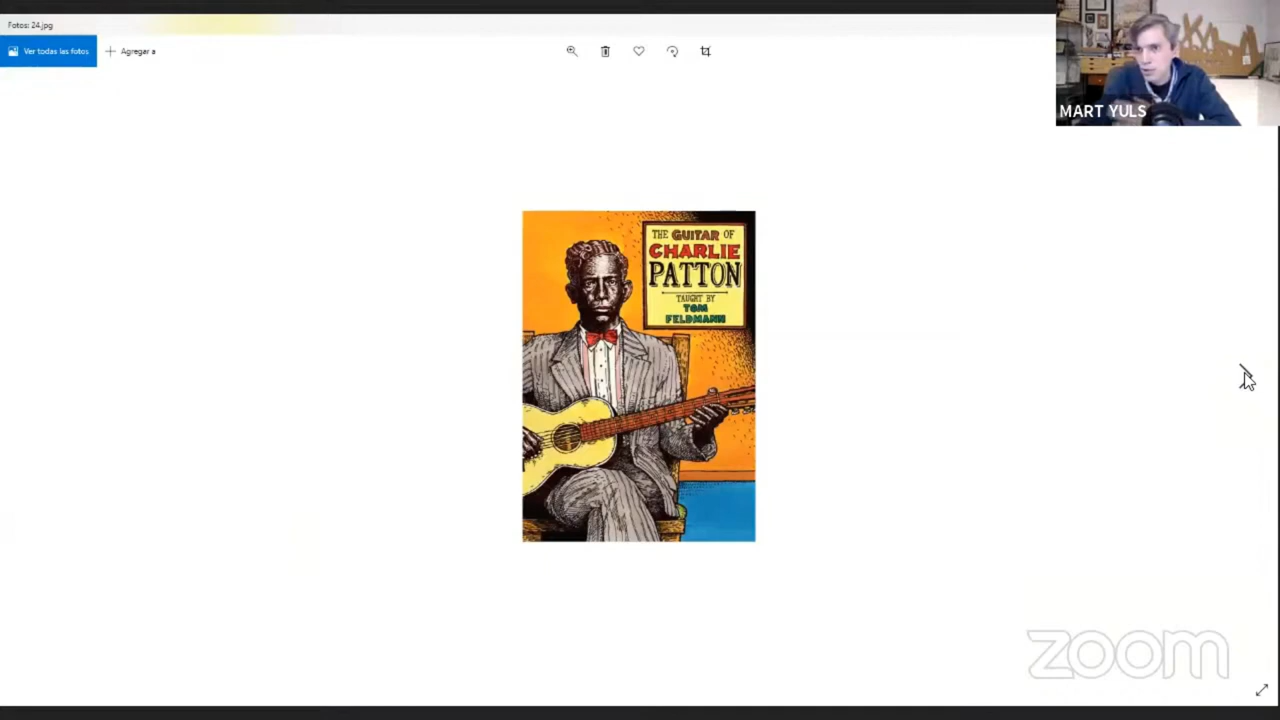 Fotos: 24.jpg
Ver todas las fotos
Agregar a
MART YULS
THE GUITAR OF
CHARLIE
PATTON
TAUGHT BY
TOM
FELDMANN
zoom